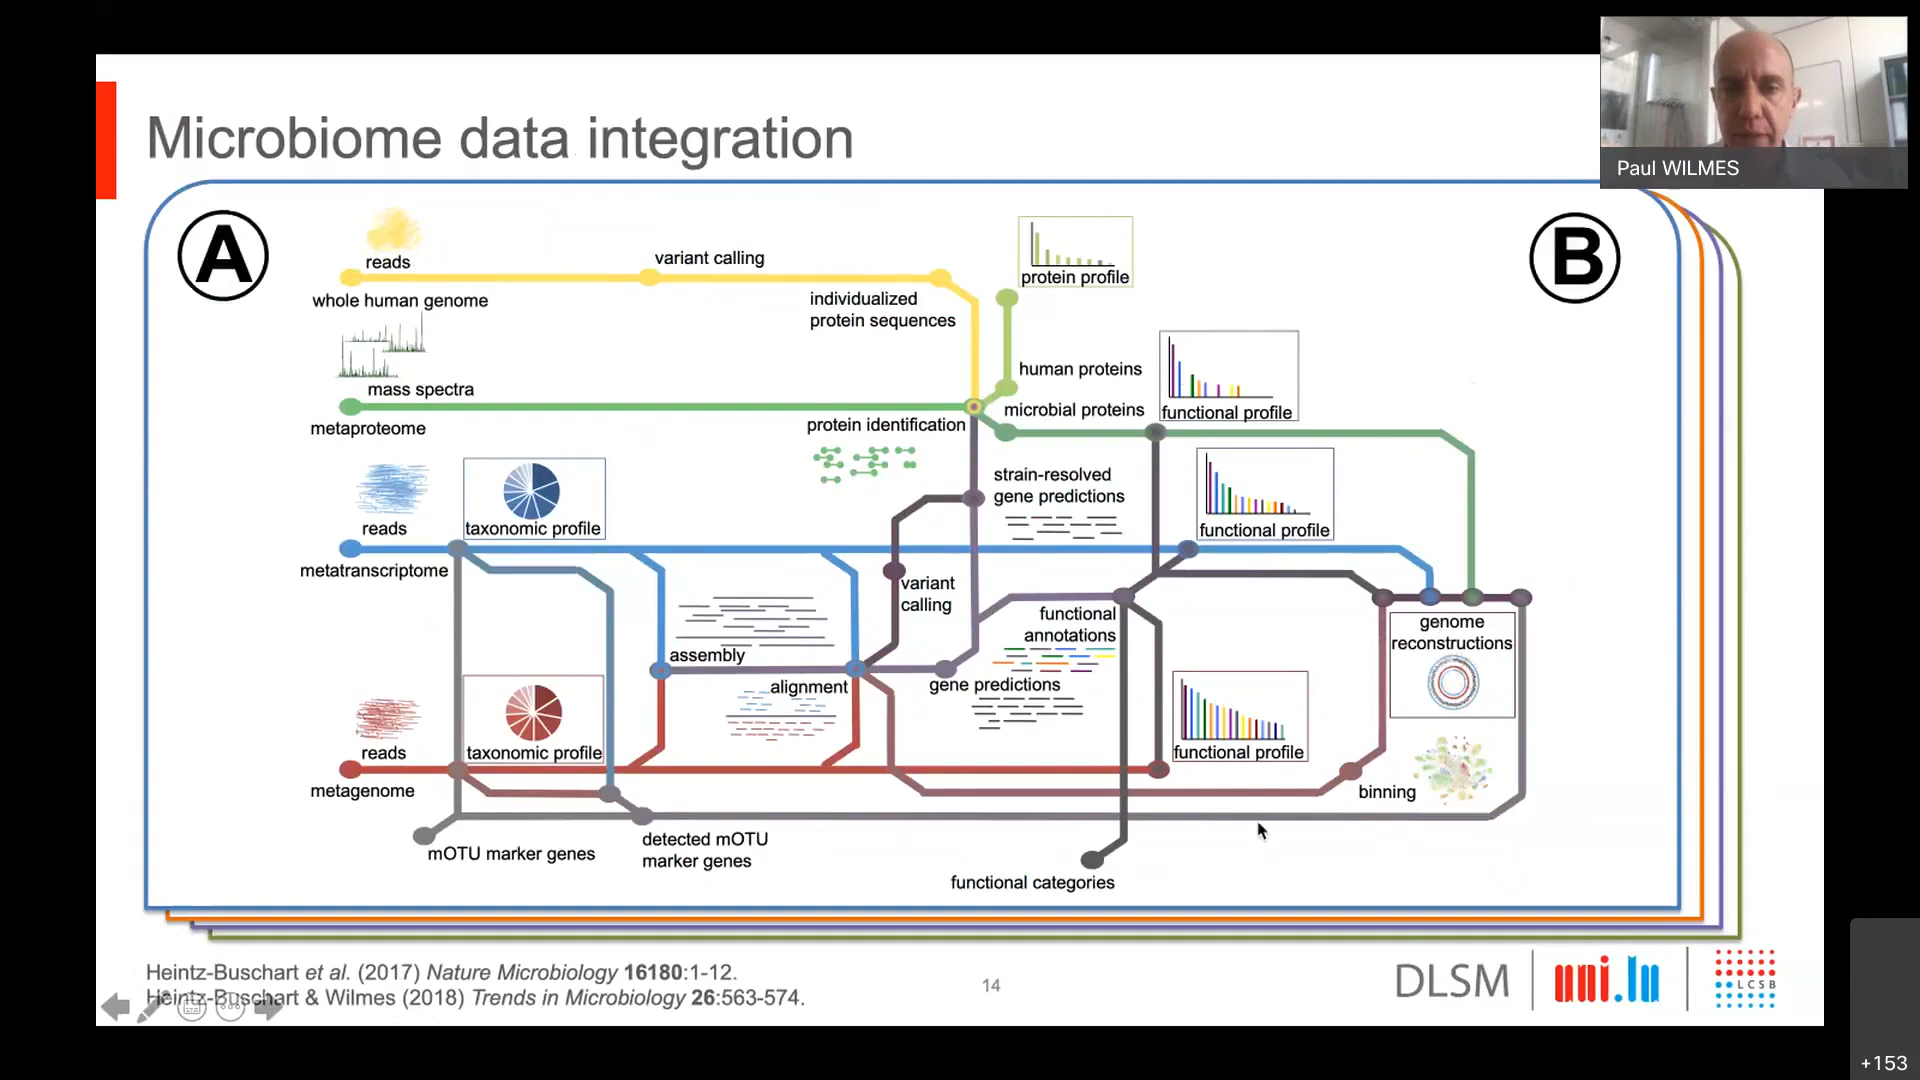 Paul WILMES
Microbiome data integration
A
B
reads
variant calling
whole human genome
individualized
protein sequences
protein profile
mass spectra
metaproteome
protein identification
human proteins
microbial proteins
functional profile
strain-resolved
gene predictions
functional profile
reads
taxonomic profile
metatranscriptome
variant
calling
functional
annotations
genome
reconstructions
assembly
alignment
gene predictions
reads
taxonomic profile
metagenome
functional profile
binning
mOTU marker genes
detected mOTU
marker genes
functional categories
Heintz-Buschart et al. (2017) Nature Microbiology 16180:1-12.
Heintz-Buschart & Wilmes (2018) Trends in Microbiology 26:563-574.
14
DLSM
uni.lu
LCSB
+153